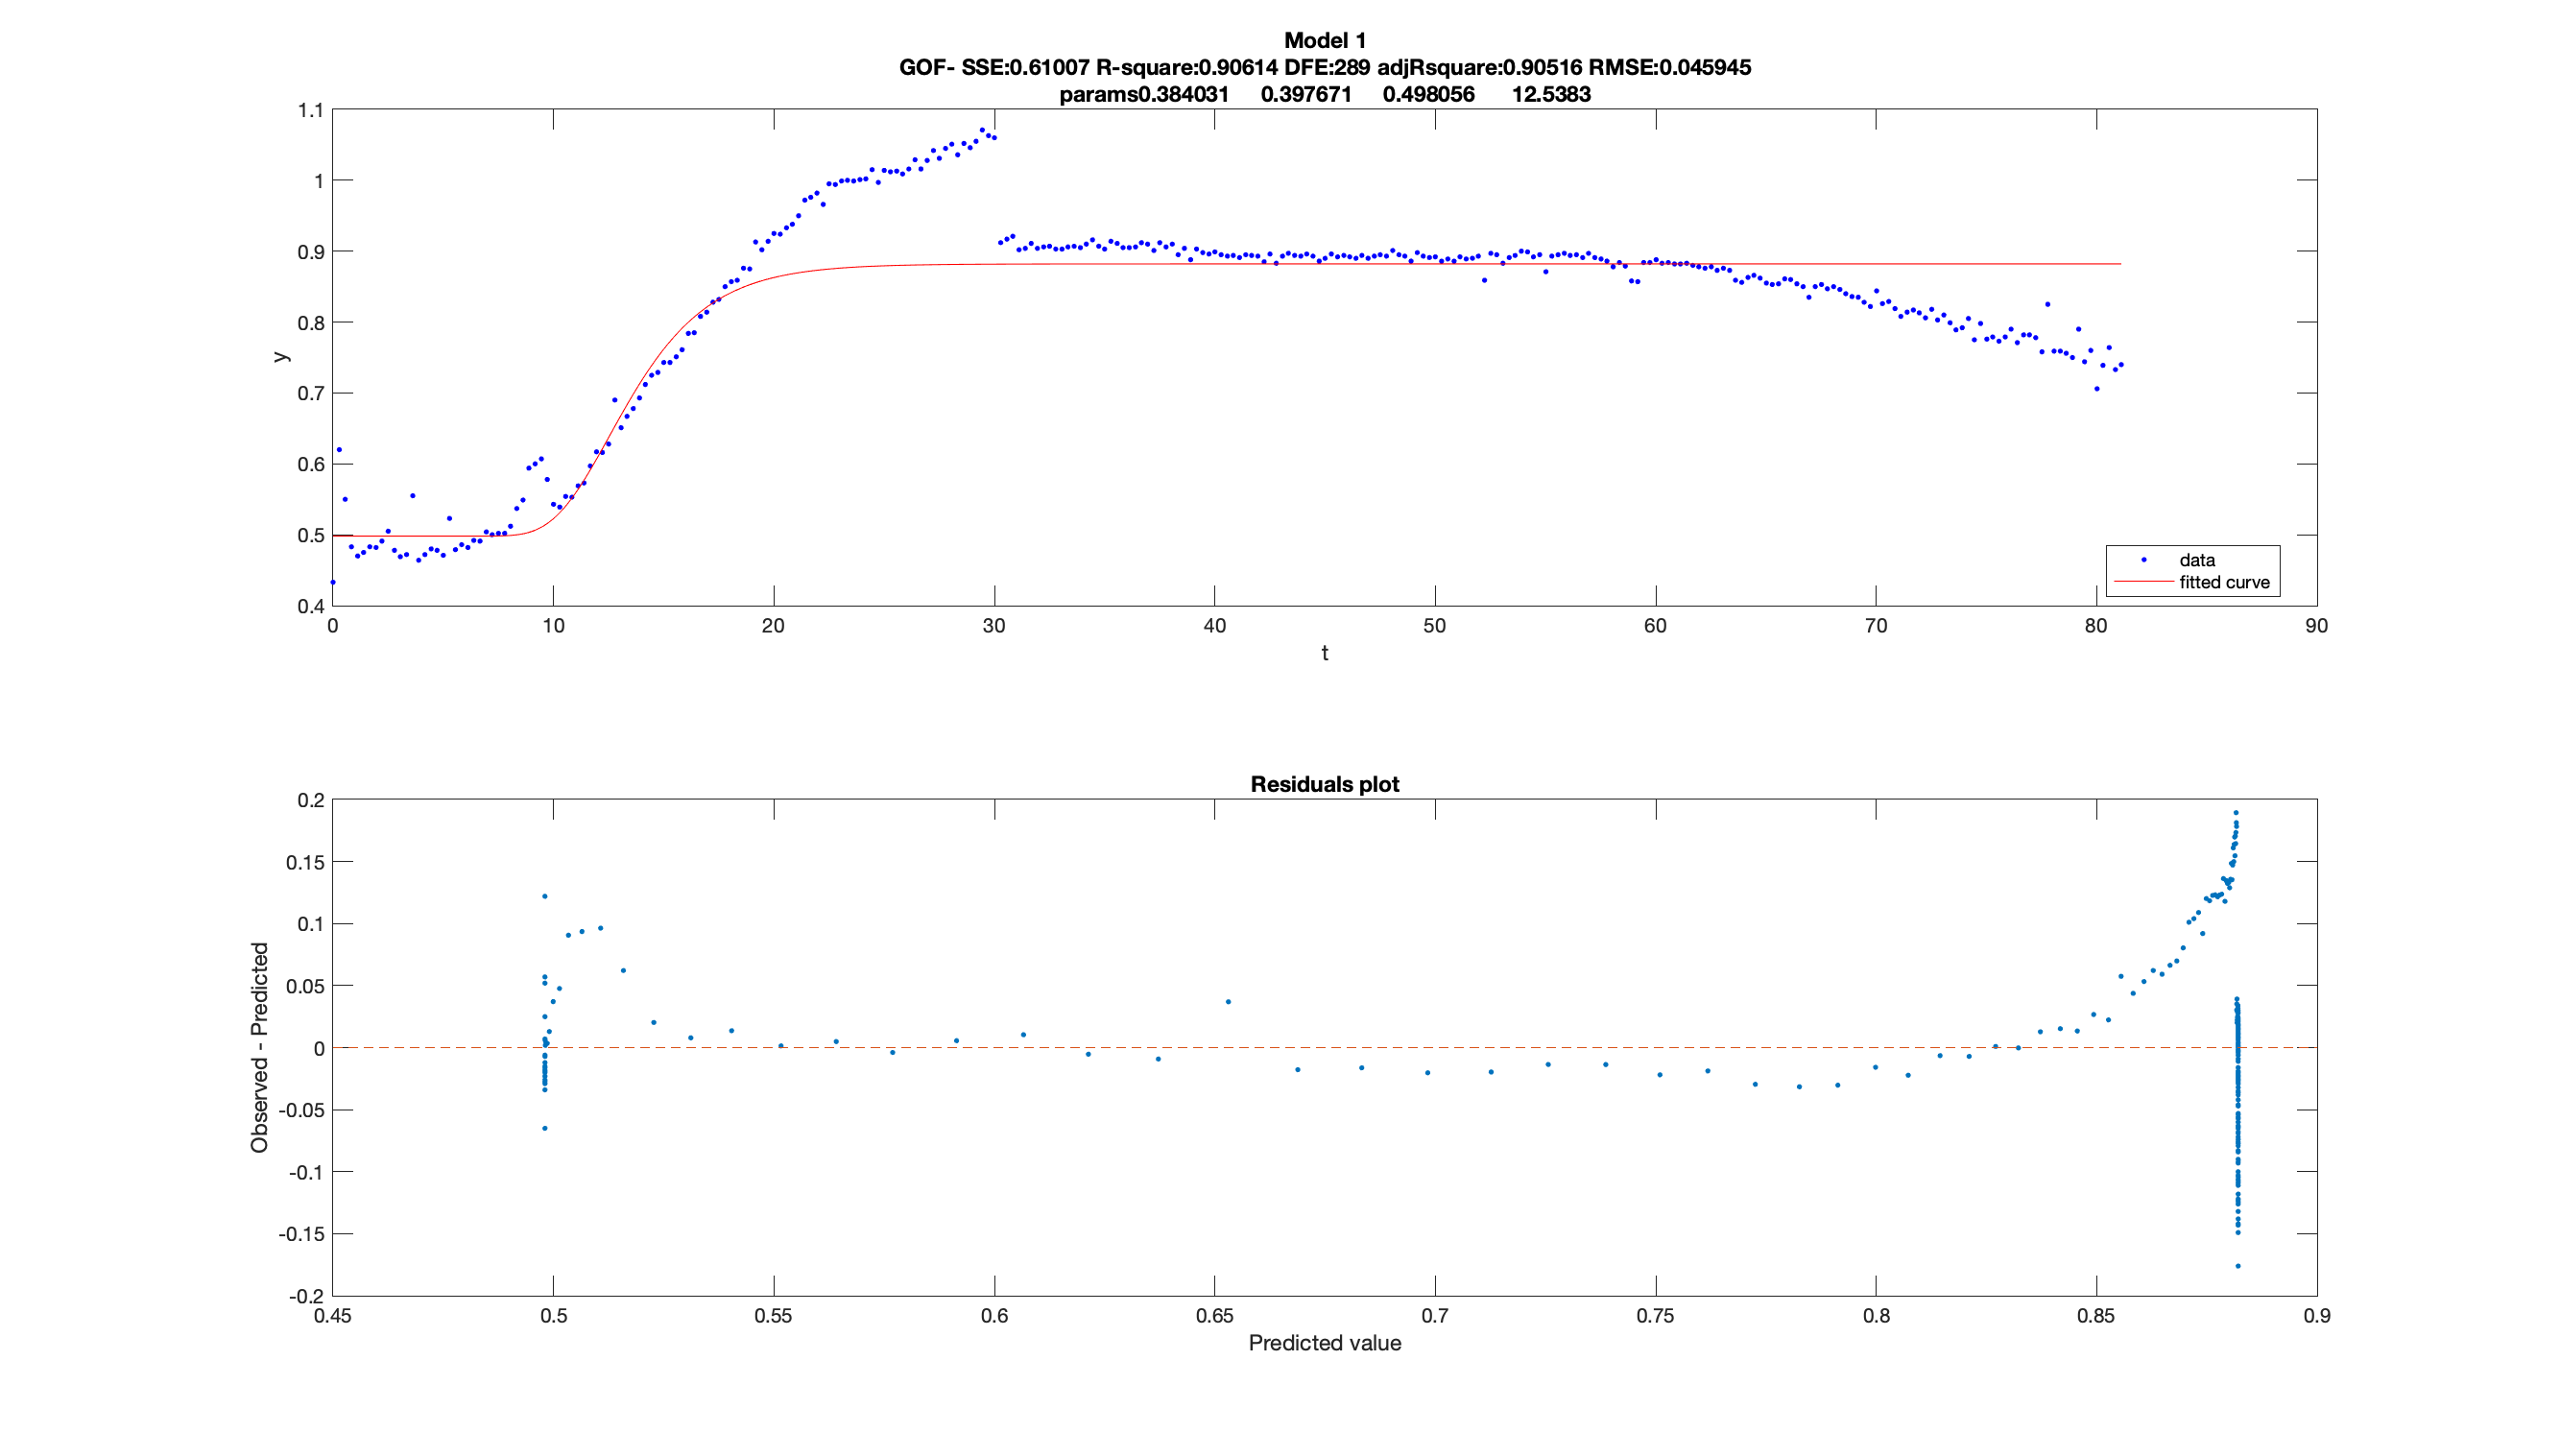 Model 1
GOF- SSE:0.61007 R-square:0.90614 DFE:289 adjRsquare:0.90516 RMSE:0.045945
params0.384031 0.397671 0.498056 12.5383
1.1
1
0.9
0.8
0.7
0.6
0.5
0.4
y
data
fitted curve
0 10 20 30 40 50 60 70 80 90
t
Residuals plot
0.2
0.15
0.1
0.05
0
-0.05
-0.1
-0.15
-0.2
Observed - Predicted
0.45 0.5 0.55 0.6 0.65 0.7 0.75 0.8 0.85 0.9
Predicted value